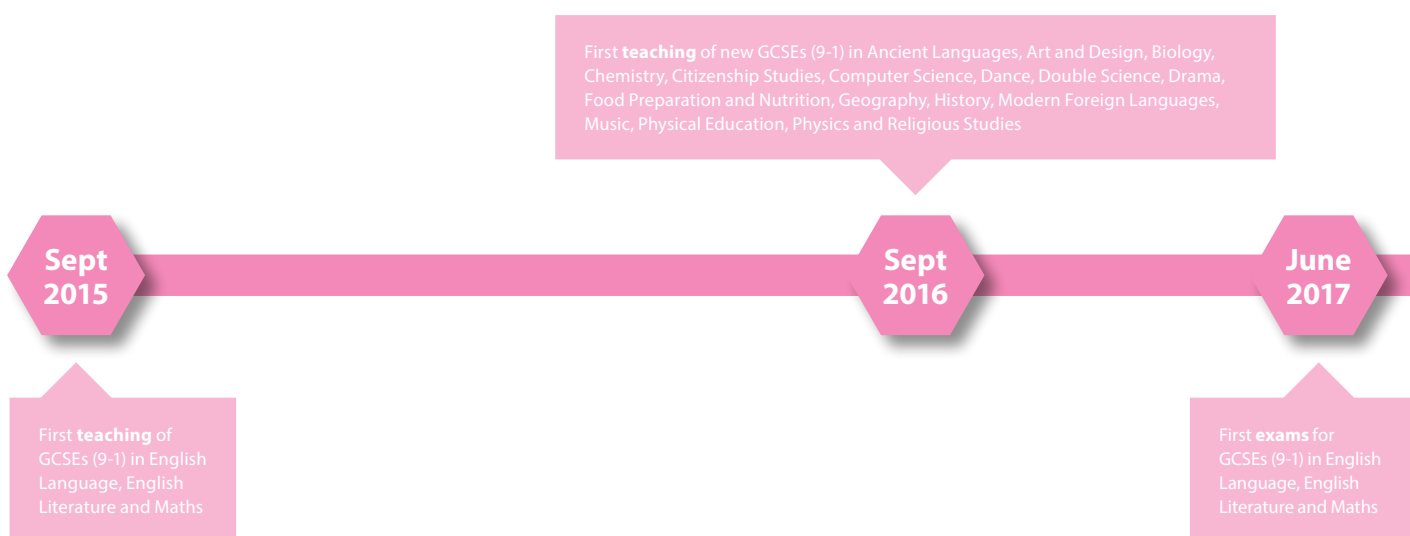 First teaching of new GCSEs (9-1) in Ancient Languages, Art and Design, Biology,
Chemistry, Citizenship Studies, Computer Science, Dance, Double Science, Drama,
Food Preparation and Nutrition, Geography, History, Modern Foreign Languages,
Music, Physical Education, Physics and Religious Studies
Sept
2015
Sept
2016
June
2017
First teaching of
GCSEs (9-1) in English
Language, English
Literature and Maths
First exams for
GCSEs (9-1) in English
Language, English
Literature and Maths